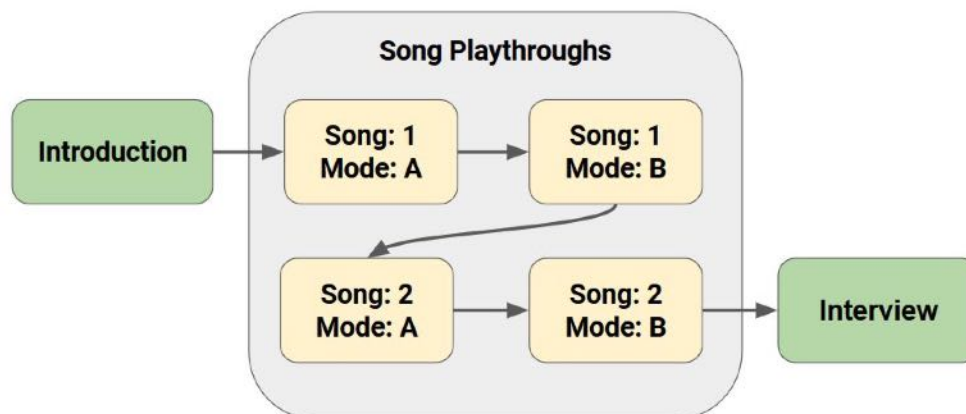 Song Playthroughs
Introduction
Song: 1
Mode: A
Song: 1
Mode: B
Song: 2
Mode: A
Song: 2
Mode: B
Interview